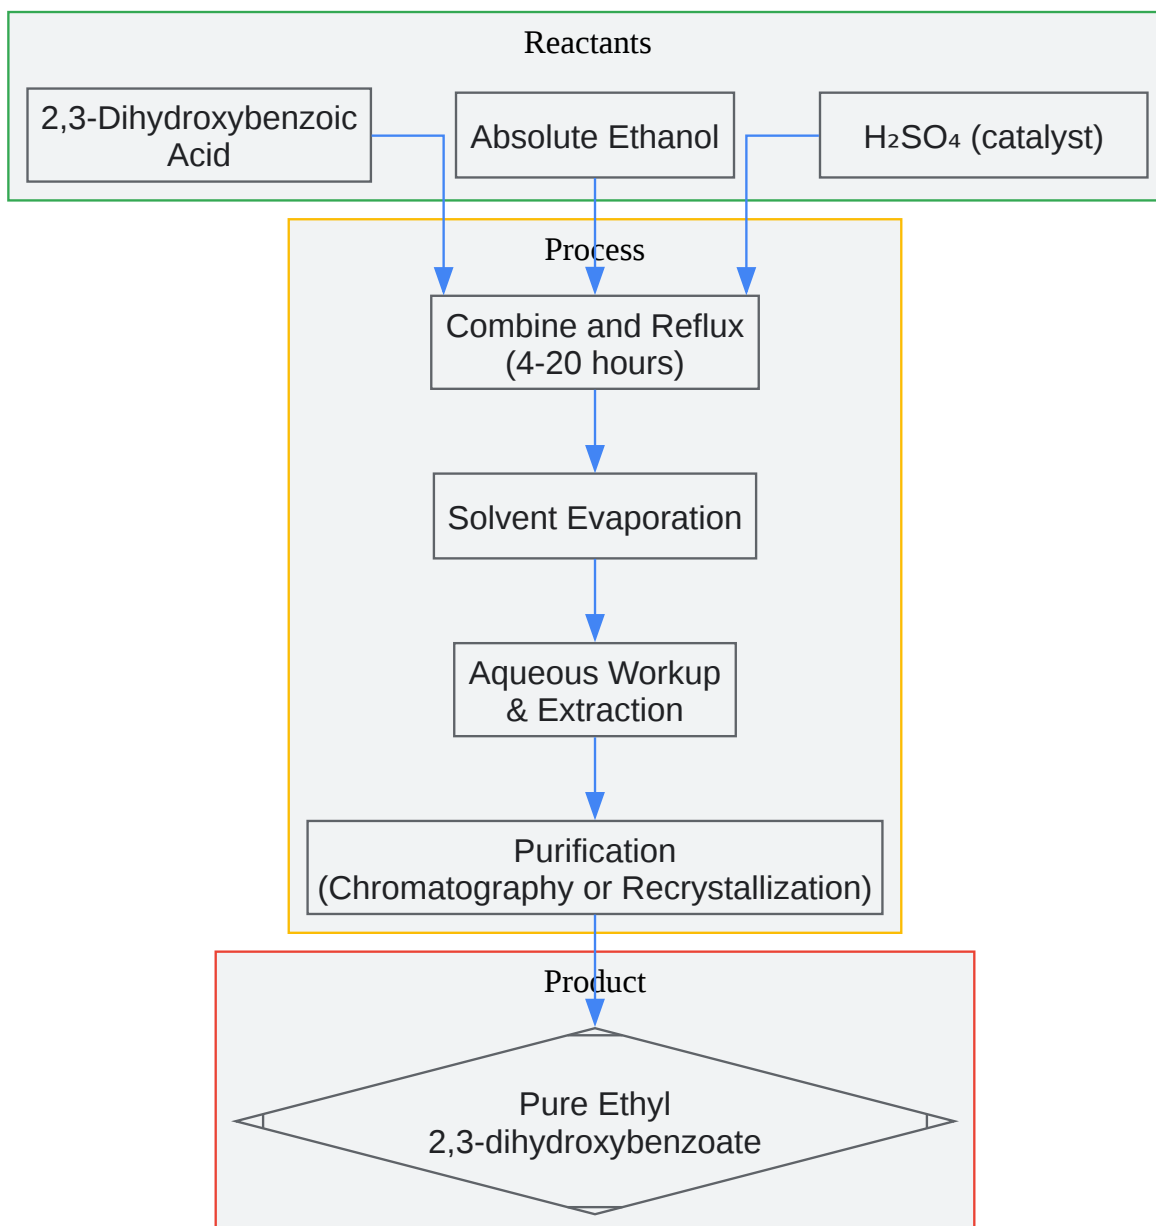 Reactants
2,3-Dihydroxybenzoic
Acid
Absolute Ethanol
H₂SO₄ (catalyst)
Process
Combine and Reflux
(4-20 hours)
Solvent Evaporation
Aqueous Workup
& Extraction
Purification
(Chromatography or Recrystallization)
Product
Pure Ethyl
2,3-dihydroxybenzoate